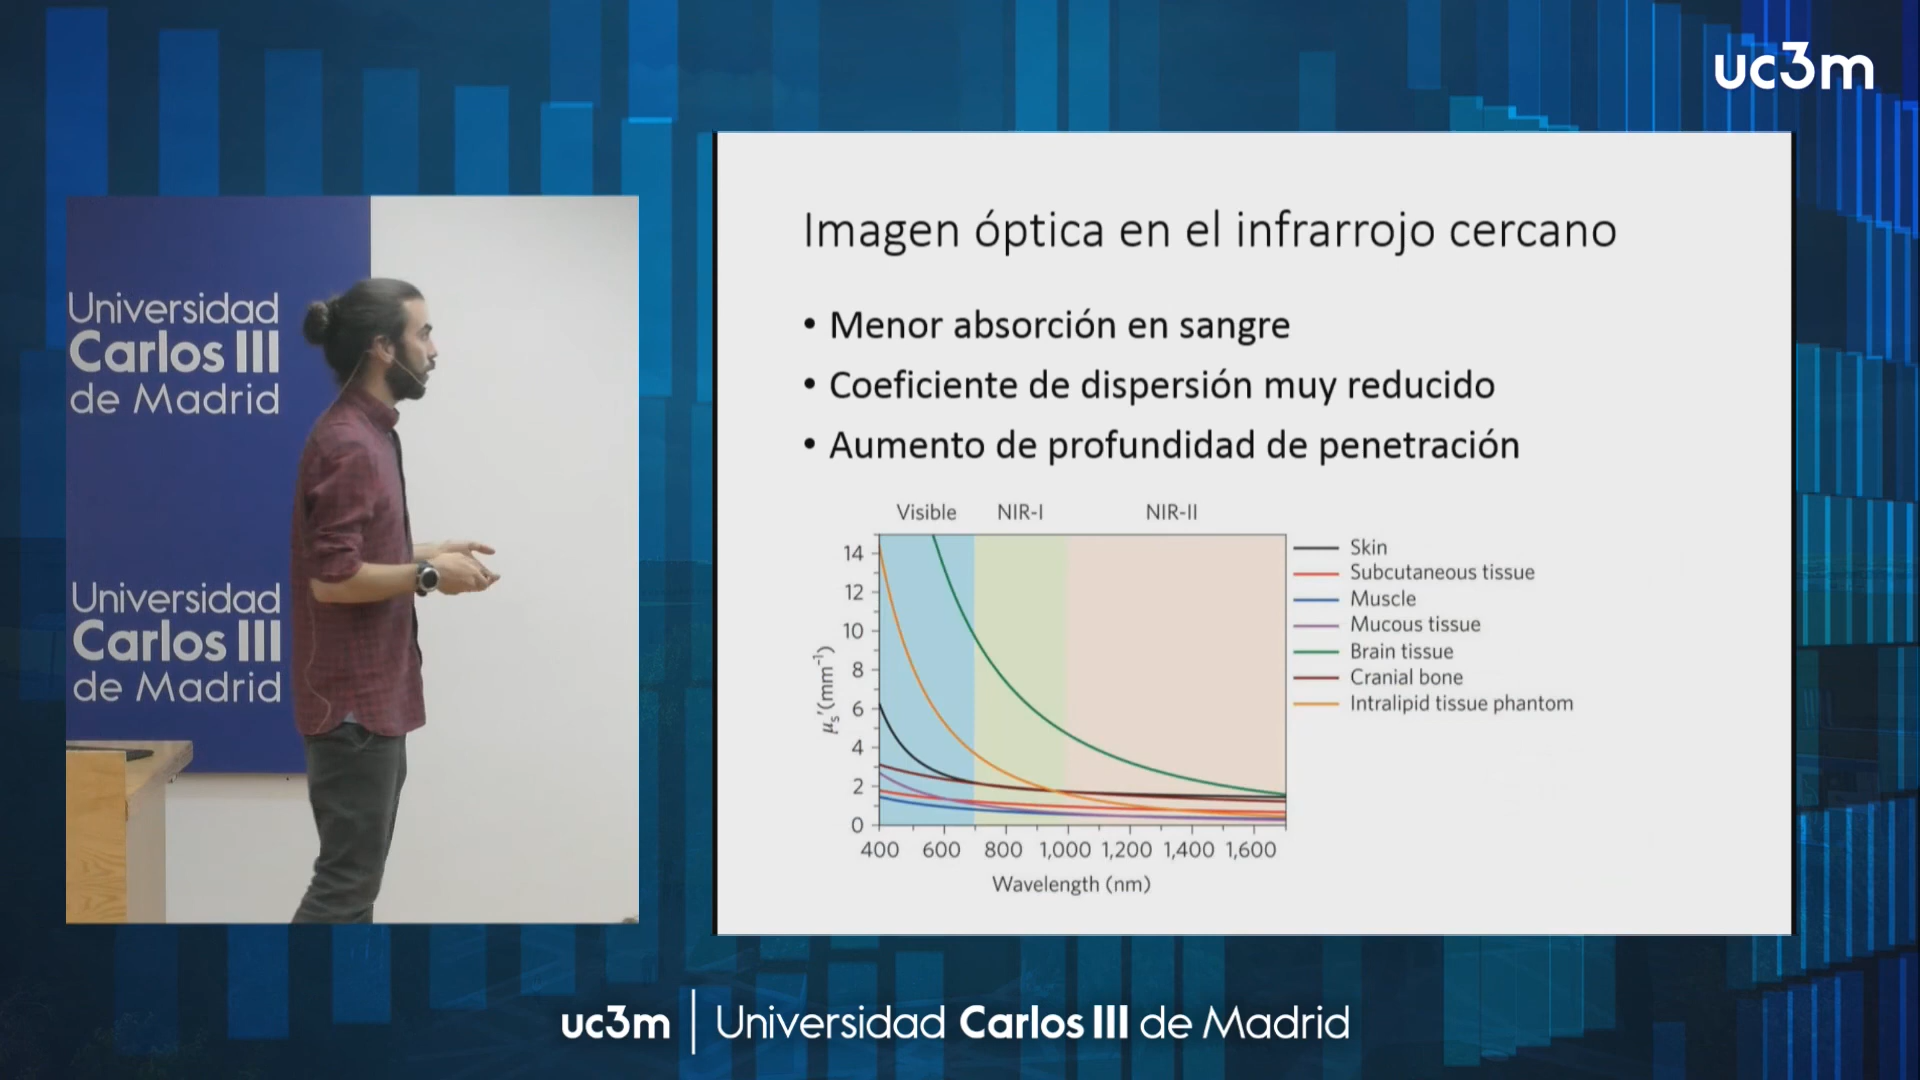 uc3m
Universidad
Carlos III
de Madrid
Universidad
Carlos III
de Madrid
Imagen óptica en el infrarrojo cercano
• Menor absorción en sangre
• Coeficiente de dispersión muy reducido
• Aumento de profundidad de penetración
Visible NIR-I NIR-II
14
12
10
8
6
4
2
0
μs'(mm⁻¹)
400 600 800 1,000 1,200 1,400 1,600
Wavelength (nm)
Skin
Subcutaneous tissue
Muscle
Mucous tissue
Brain tissue
Cranial bone
Intralipid tissue phantom
uc3m | Universidad Carlos III de Madrid